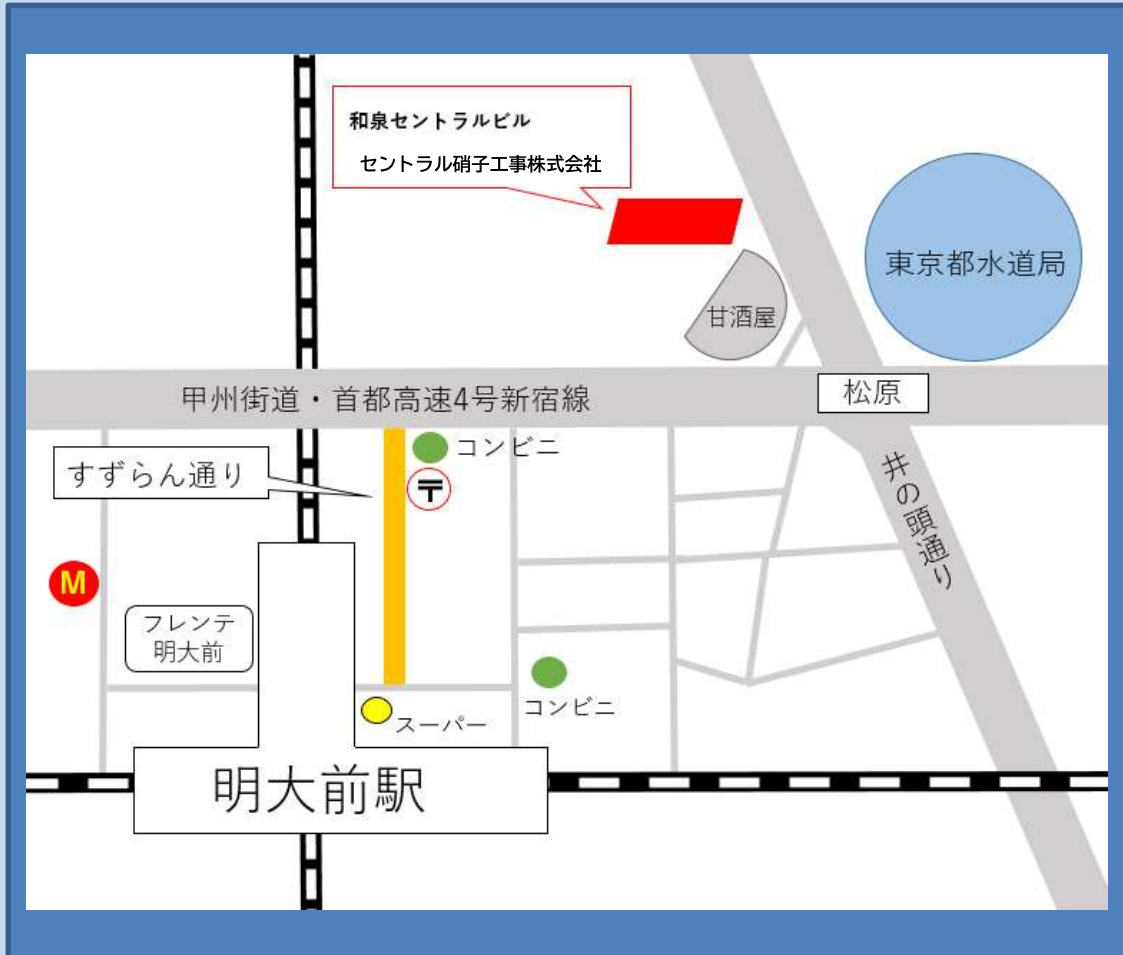 和泉セントラルビル
セントラル硝子工事株式会社
東京都水道局
甘酒屋
甲州街道・首都高速4号新宿線
松原
コンビニ
すずらん通り
〒
井の頭通り
M
フレンテ
明大前
コンビニ
スーパー
明大前駅